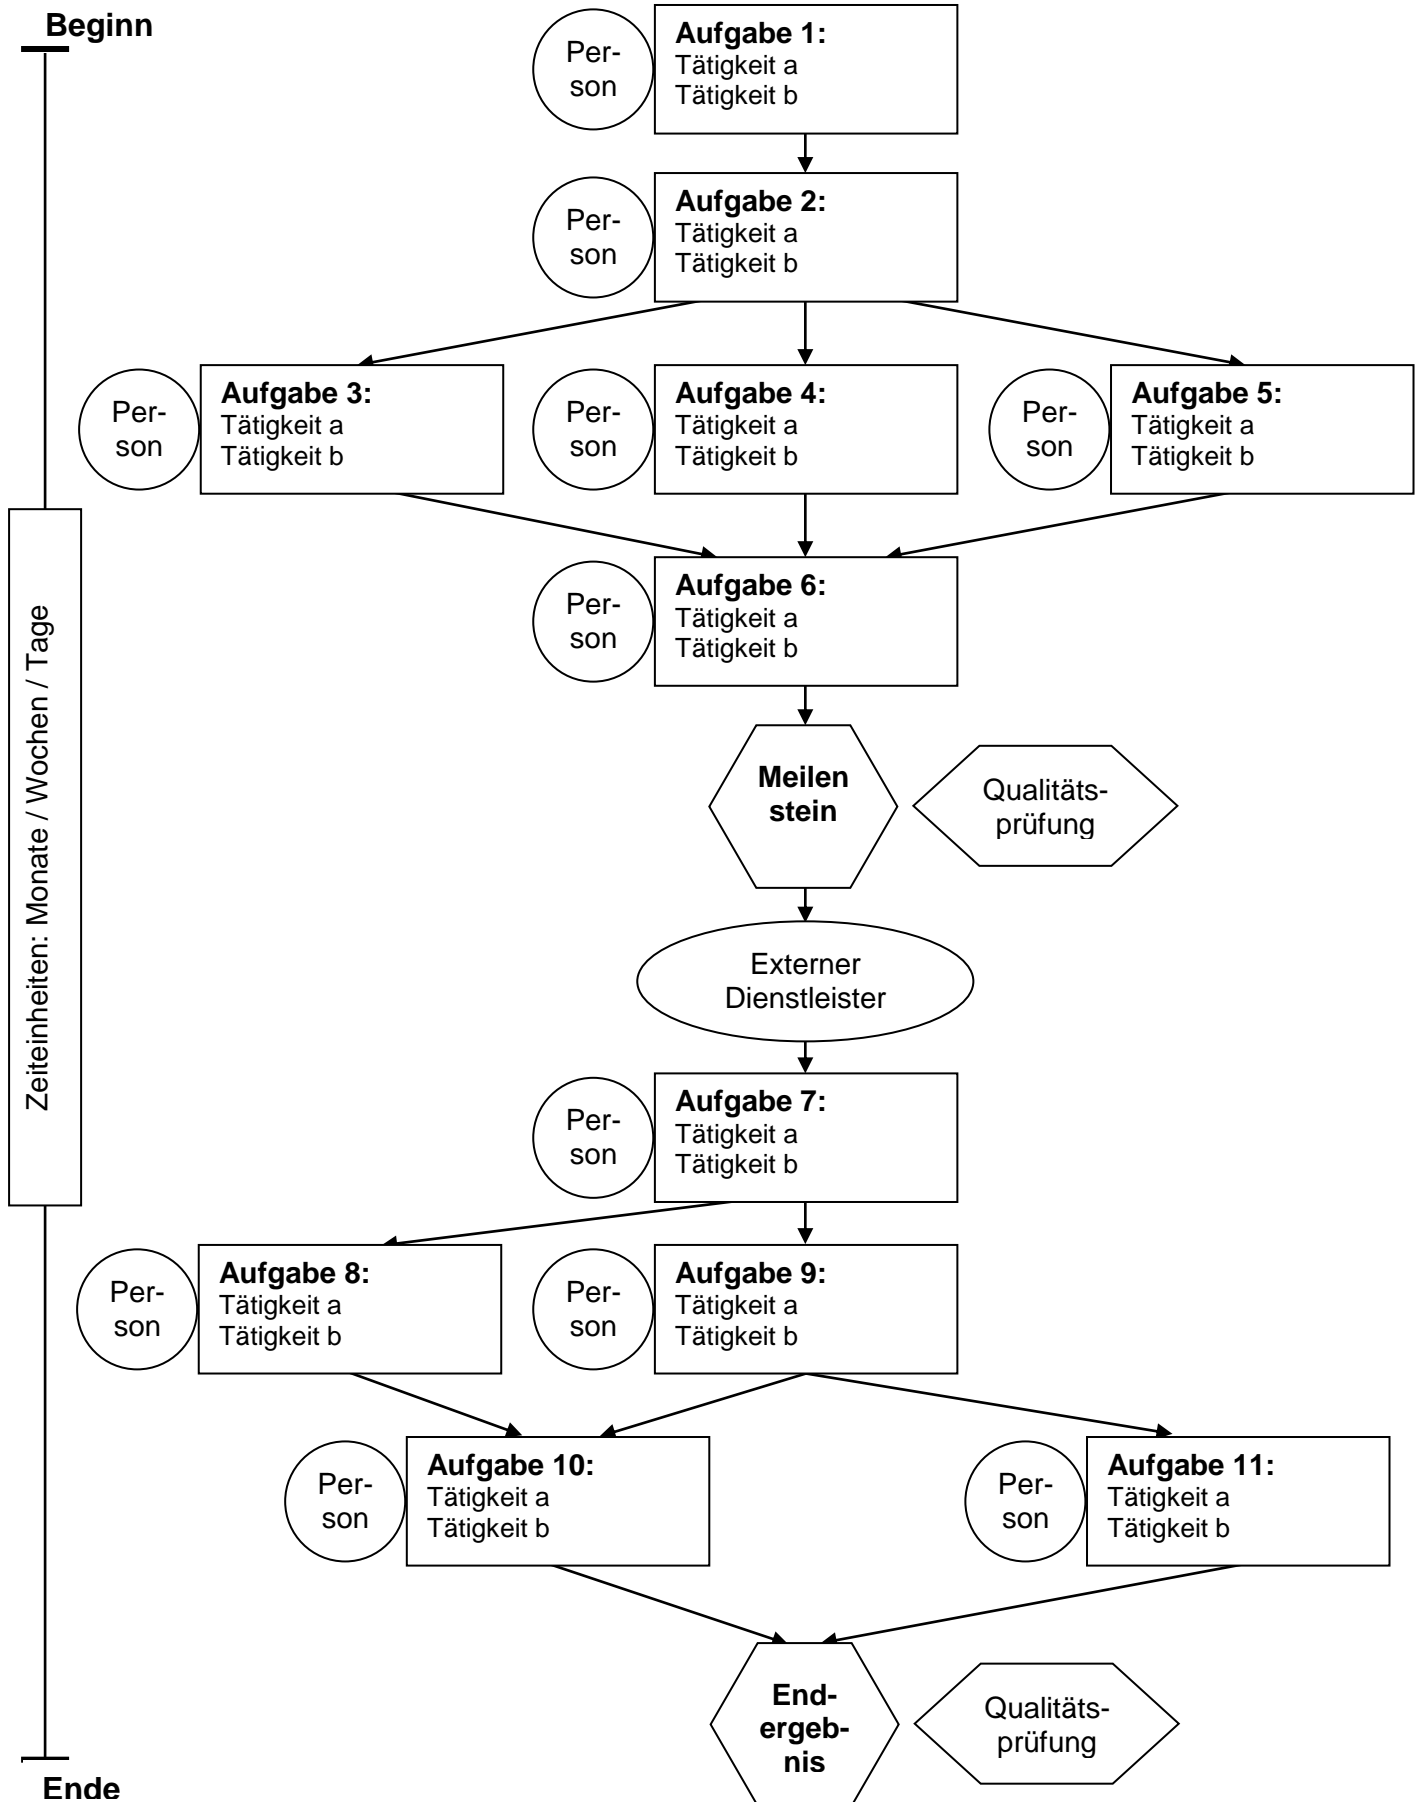 Beginn
Per-
son
Aufgabe 1:
Tätigkeit a
Tätigkeit b
Per-
son
Aufgabe 2:
Tätigkeit a
Tätigkeit b
Per-
son
Aufgabe 3:
Tätigkeit a
Tätigkeit b
Per-
son
Aufgabe 4:
Tätigkeit a
Tätigkeit b
Per-
son
Aufgabe 5:
Tätigkeit a
Tätigkeit b
Zeiteinheiten: Monate / Wochen / Tage
Per-
son
Aufgabe 6:
Tätigkeit a
Tätigkeit b
Meilen
stein
Qualitäts-
prüfung
Externer
Dienstleister
Per-
son
Aufgabe 7:
Tätigkeit a
Tätigkeit b
Per-
son
Aufgabe 8:
Tätigkeit a
Tätigkeit b
Per-
son
Aufgabe 9:
Tätigkeit a
Tätigkeit b
Per-
son
Aufgabe 10:
Tätigkeit a
Tätigkeit b
Per-
son
Aufgabe 11:
Tätigkeit a
Tätigkeit b
End-
ergeb-
nis
Qualitäts-
prüfung
Ende